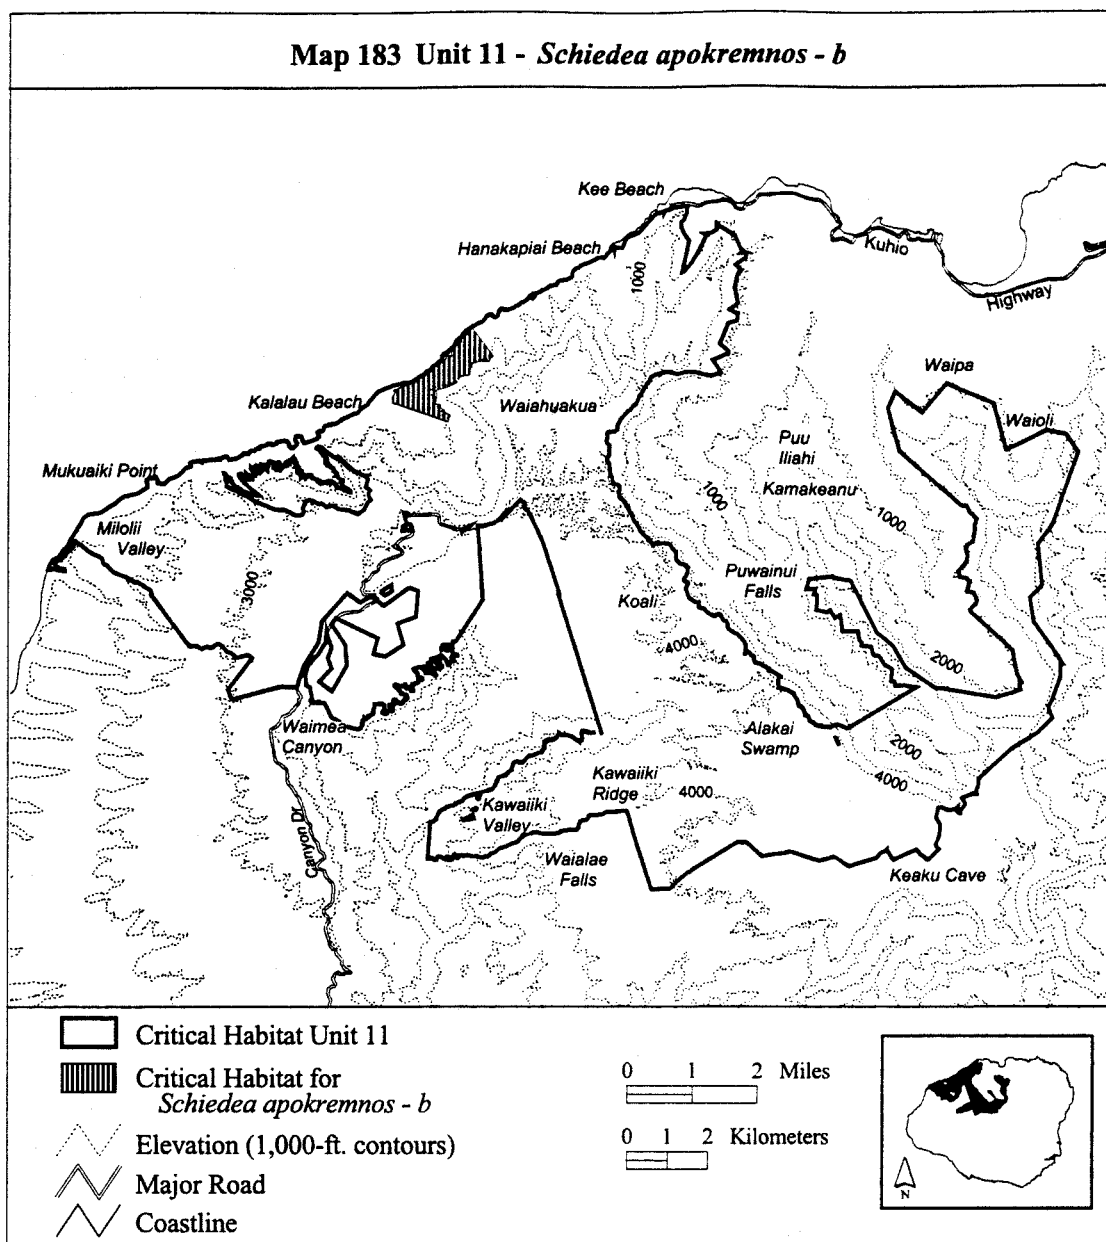 Map 183 Unit 11 - Schiedea apokremnos - b
Kee Beach
Hanakapiai Beach
Kuhio
Highway
1000
Waipa
Kalalau Beach
Waiahuakua
Waioli
Puu
Iliahi
Mukuaiki Point
Kamakeanu
1000
1000
Milolii
Valley
3000
Puwainui
Falls
Koali
4000
2000
Waimea
Canyon
Alakai
Swamp
2000
4000
Kawaiiki
Ridge
4000
Kawaiiki
Valley
Canyon Dr
Waialae
Falls
Keaku Cave
Critical Habitat Unit 11
Critical Habitat for
Schiedea apokremnos - b
Elevation (1,000-ft. contours)
Major Road
Coastline
0 1 2 Miles
0 1 2 Kilometers
N